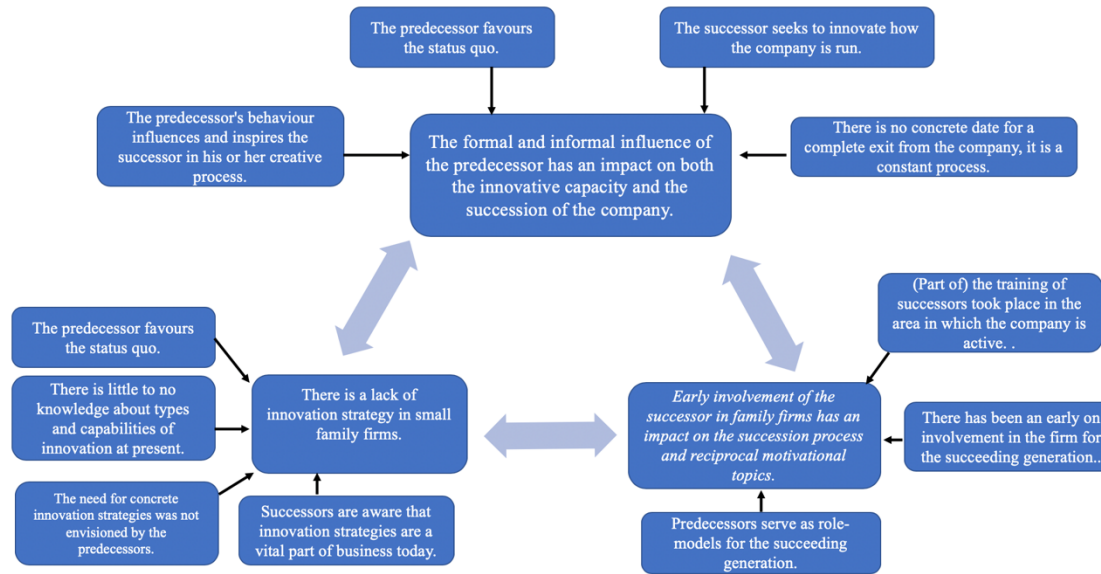 The predecessor favours
the status quo.
The successor seeks to innovate how
the company is run.
The predecessor's behaviour
influences and inspires the
successor in his or her creative
process.
The formal and informal influence of
the predecessor has an impact on both
the innovative capacity and the
succession of the company.
There is no concrete date for a
complete exit from the company, it is a
constant process.
(Part of) the training of
successors took place in the
area in which the company is
active. .
The predecessor favours
the status quo.
There is little to no
knowledge about types
and capabilities of
innovation at present.
The need for concrete
innovation strategies was not
envisioned by the
predecessors.
There is a lack of
innovation strategy in small
family firms.
Successors are aware that
innovation strategies are a
vital part of business today.
Early involvement of the
successor in family firms has an
impact on the succession process
and reciprocal motivational
topics.
There has been an early on
involvement in the firm for
the succeeding generation..
Predecessors serve as role-
models for the succeeding
generation.